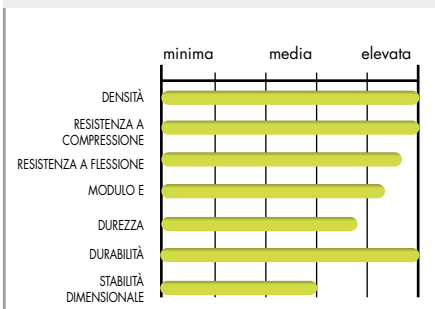 minima media elevata
DENSITÀ
RESISTENZA A
COMPRESSIONE
RESISTENZA A FLESSIONE
MODULO E
DUREZZA
DURABILITÀ
STABILITÀ
DIMENSIONALE